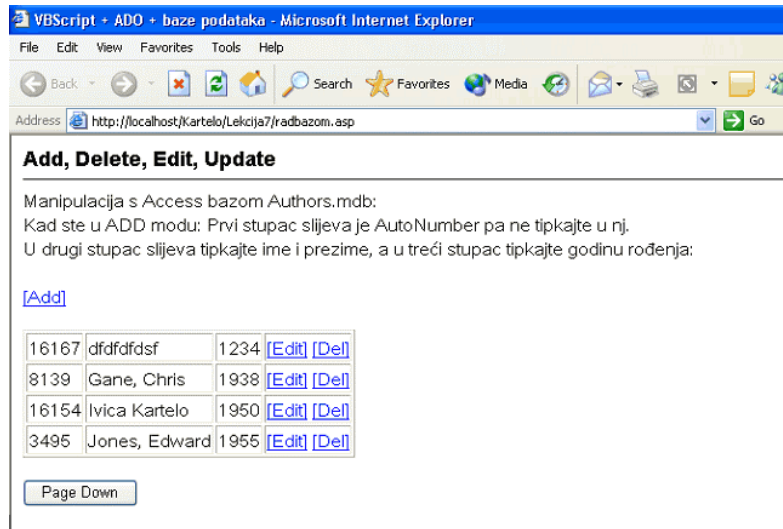 VBScript + ADO + baze podataka - Microsoft Internet Explorer
File Edit View Favorites Tools Help
Back Search Favorites Media
Address http://localhost/Kartelo/Lekcija7/radbazom.asp Go
Add, Delete, Edit, Update
Manipulacija s Access bazom Authors.mdb:
Kad ste u ADD modu: Prvi stupac slijeva je AutoNumber pa ne tipkajte u nj.
U drugi stupac slijeva tipkajte ime i prezime, a u treći stupac tipkajte godinu rođenja:
[Add]
16167 dfdfdfdsf 1234 [Edit] [Del]
8139 Gane, Chris 1938 [Edit] [Del]
16154 Ivica Kartelo 1950 [Edit] [Del]
3495 Jones, Edward 1955 [Edit] [Del]
Page Down